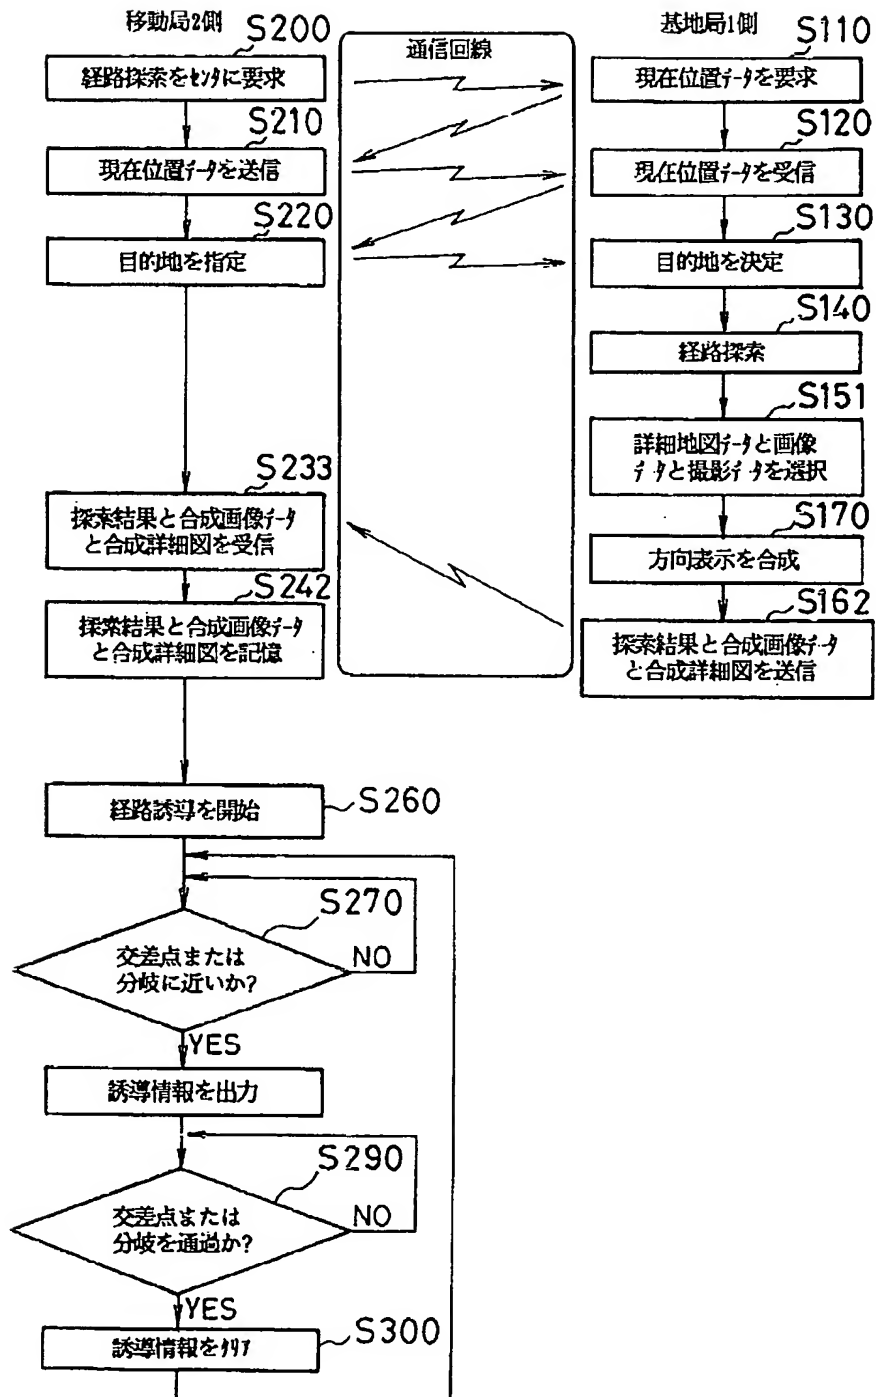 移動局2側
S200
経路探索をｾﾝﾀに要求
S210
現在位置ﾃﾞｰﾀを送信
S220
目的地を指定
S233
探索結果と合成画像ﾃﾞｰﾀ
と合成詳細図を受信
S242
探索結果と合成画像ﾃﾞｰﾀ
と合成詳細図を記憶
S260
経路誘導を開始
S270
交差点または
分岐に近いか?
NO
YES
誘導情報を出力
S290
交差点または
分岐を通過か?
NO
YES
S300
誘導情報をｸﾘｱ
通信回線
基地局1側
S110
現在位置ﾃﾞｰﾀを要求
S120
現在位置ﾃﾞｰﾀを受信
S130
目的地を決定
S140
経路探索
S151
詳細地図ﾃﾞｰﾀと画像
ﾃﾞｰﾀと撮影ﾃﾞｰﾀを選択
S170
方向表示を合成
S162
探索結果と合成画像ﾃﾞｰﾀ
と合成詳細図を送信